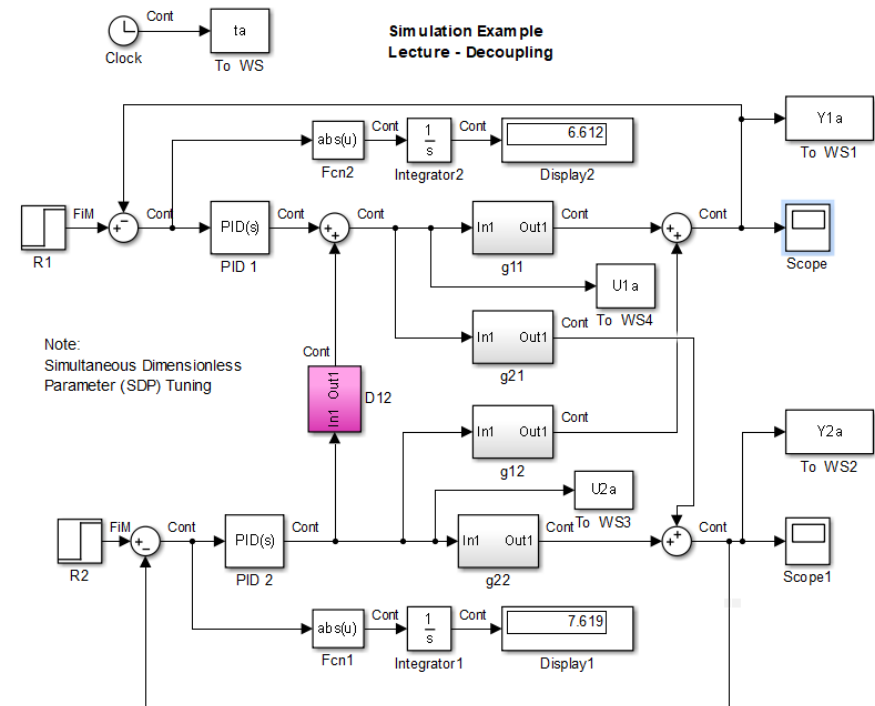 Cont
ta
Clock
To WS
Simulation Example
Lecture - Decoupling
abs(u)
Cont
1
s
Cont
6.612
Fcn2
Integrator2
Display2
Y1a
To WS1
FiM
R1
Cont
PID(s)
PID 1
Cont
Cont
In1 Out1
g11
Cont
Cont
Scope
U1a
To WS4
Note:
Simultaneous Dimensionless
Parameter (SDP) Tuning
Cont
In1 Out1
D12
In1 Out1
g21
Cont
In1 Out1
g12
Cont
Y2a
To WS2
U2a
To WS3
FiM
R2
Cont
PID(s)
PID 2
Cont
In1 Out1
g22
Cont
Cont
Scope1
abs(u)
Cont
1
s
Cont
7.619
Fcn1
Integrator1
Display1